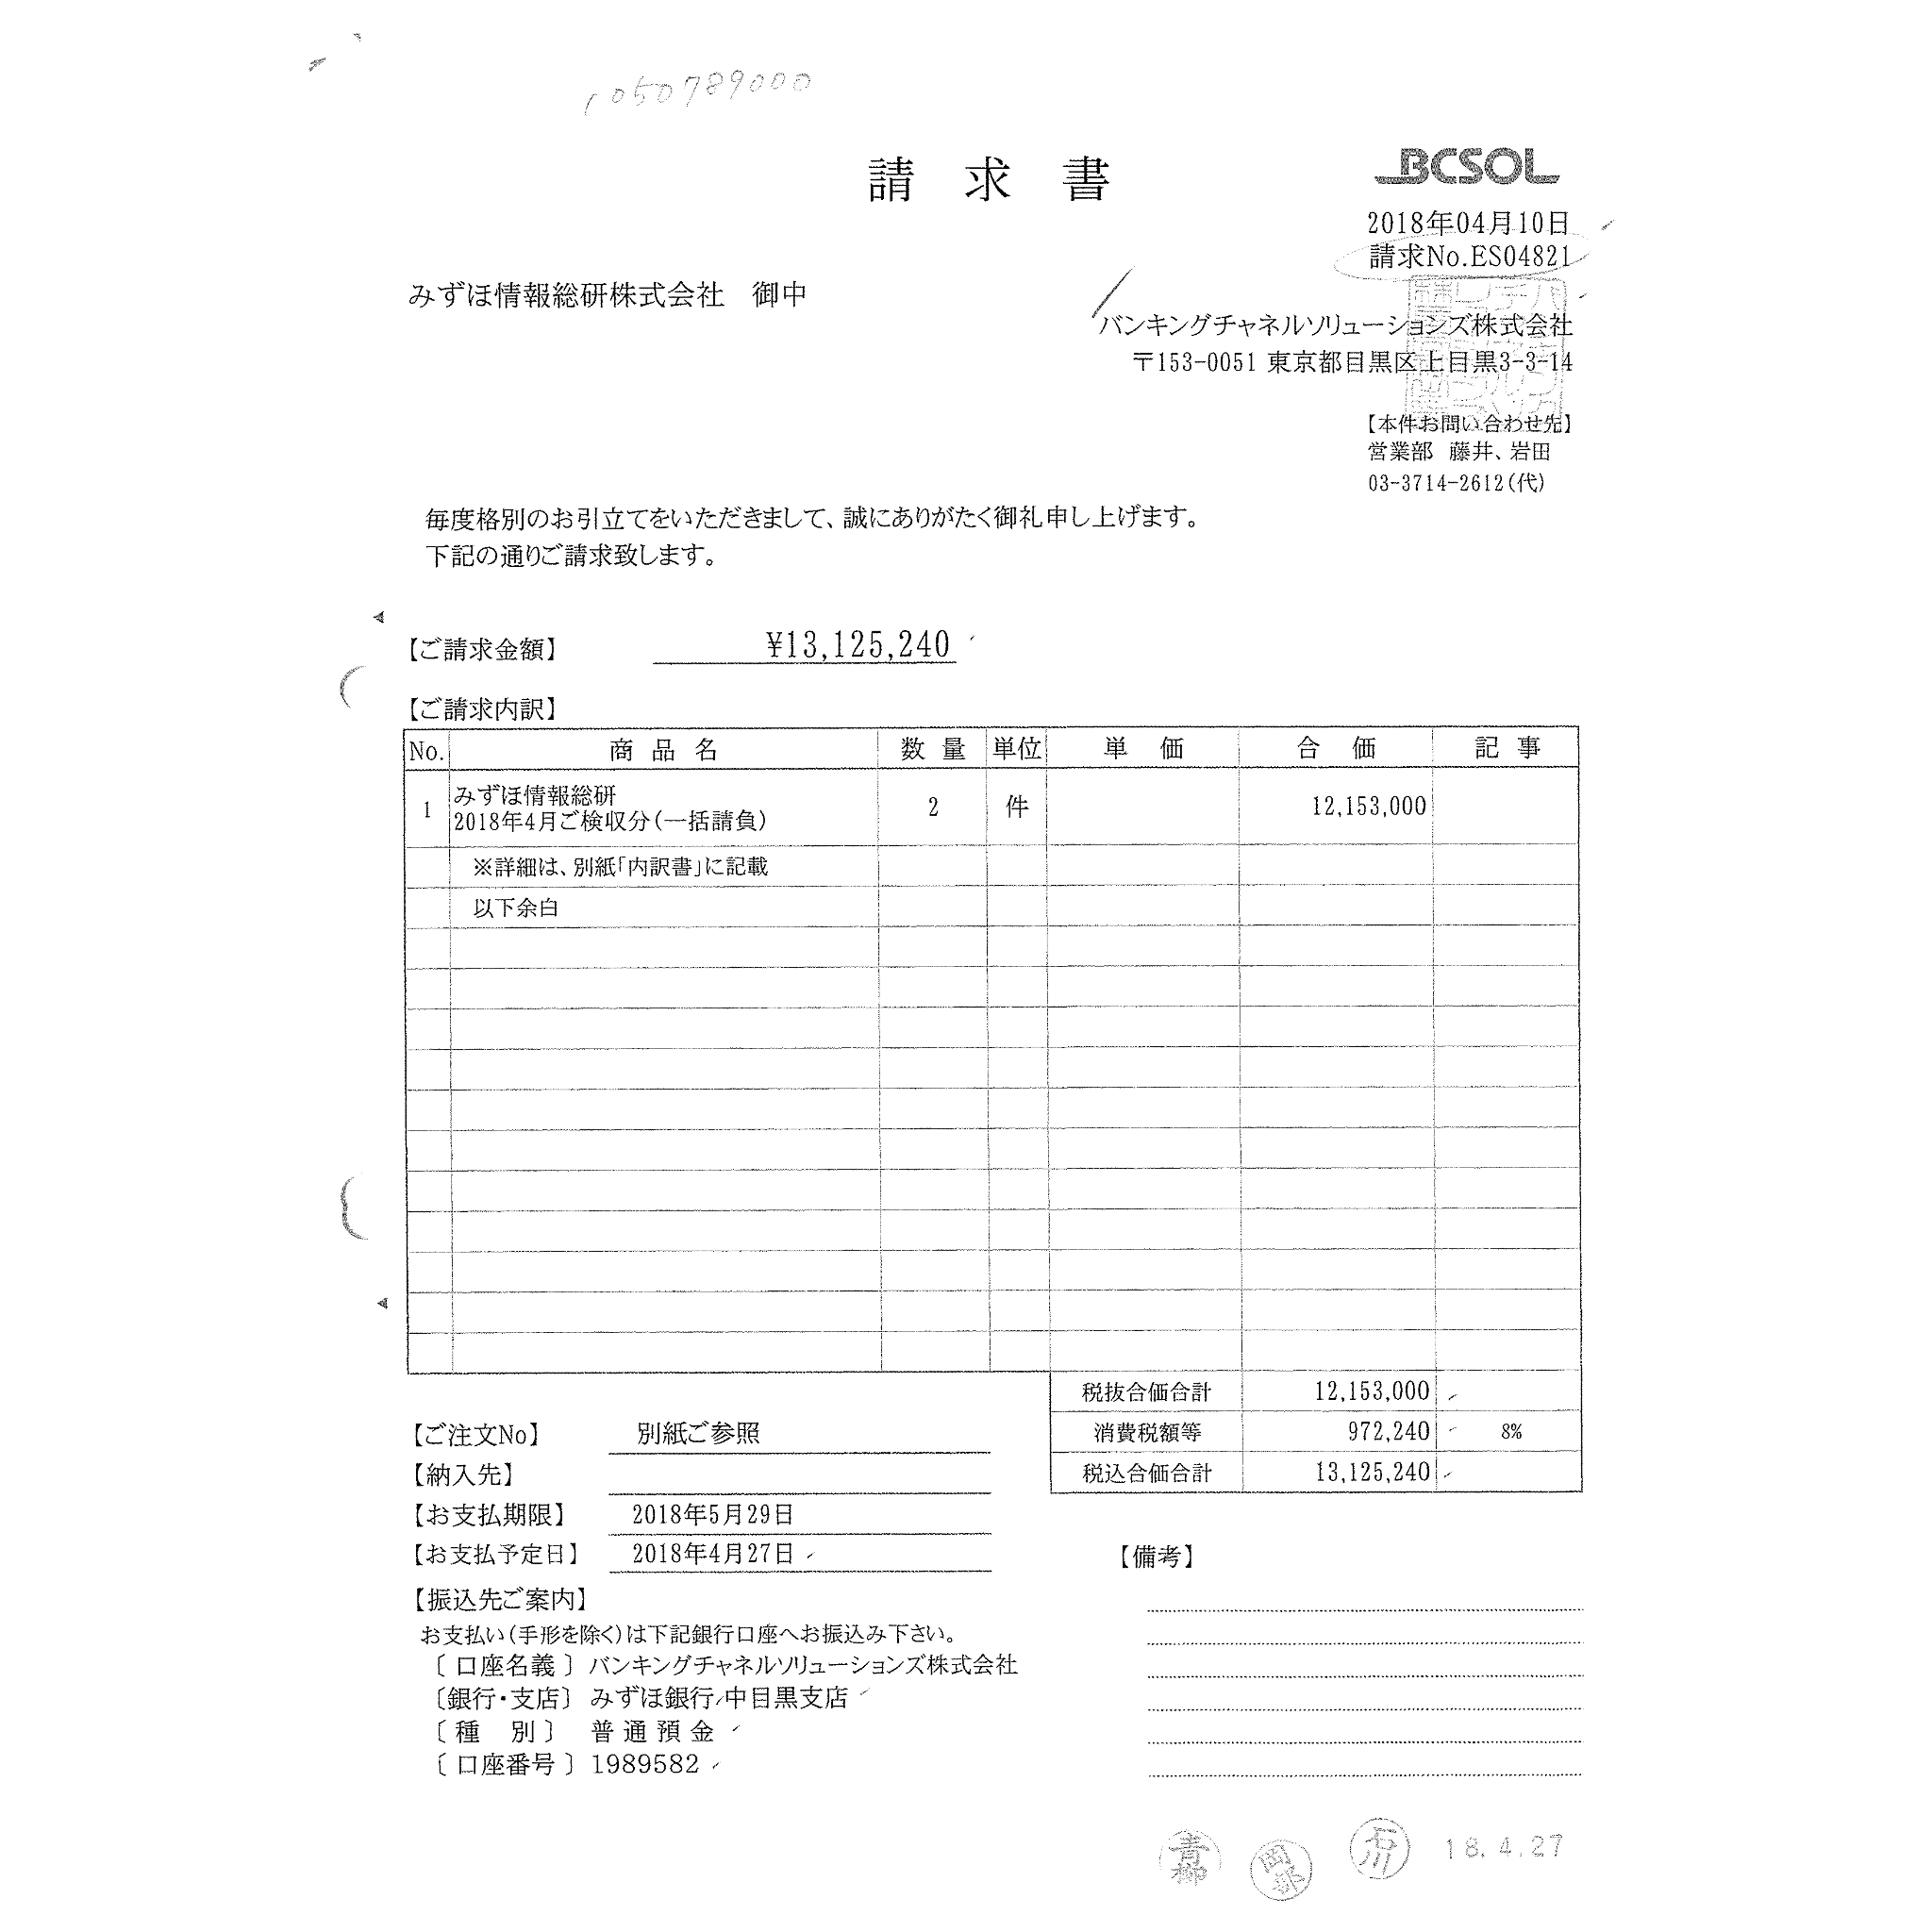 1050789000
請求書
BCSOL
2018年04月10日
請求No.ES04821
みずほ情報総研株式会社 御中
バンキングチャネルソリューションズ株式会社
〒153-0051 東京都目黒区上目黒3-3-14
【本件お問い合わせ先】
営業部 藤井、岩田
03-3714-2612(代)
毎度格別のお引立てをいただきまして、誠にありがたく御礼申し上げます。
下記の通りご請求致します。
【ご請求金額】 ¥13,125,240
【ご請求内訳】
No. 商品名 数量 単位 単価 合価 記事
1 みずほ情報総研 2 件 12,153,000
2018年4月ご検収分(一括請負)
※詳細は、別紙「内訳書」に記載
以下余白
税抜合価合計 12,153,000
消費税額等 972,240 8%
税込合価合計 13,125,240
【ご注文No】 別紙ご参照
【納入先】
【お支払期限】 2018年5月29日
【お支払予定日】 2018年4月27日
【備考】
【振込先ご案内】
お支払い(手形を除く)は下記銀行口座へお振込み下さい。
〔口座名義〕 バンキングチャネルソリューションズ株式会社
〔銀行・支店〕 みずほ銀行/中目黒支店
〔種 別〕 普通預金
〔口座番号〕 1989582
青柳 岡部 石川 18.4.27